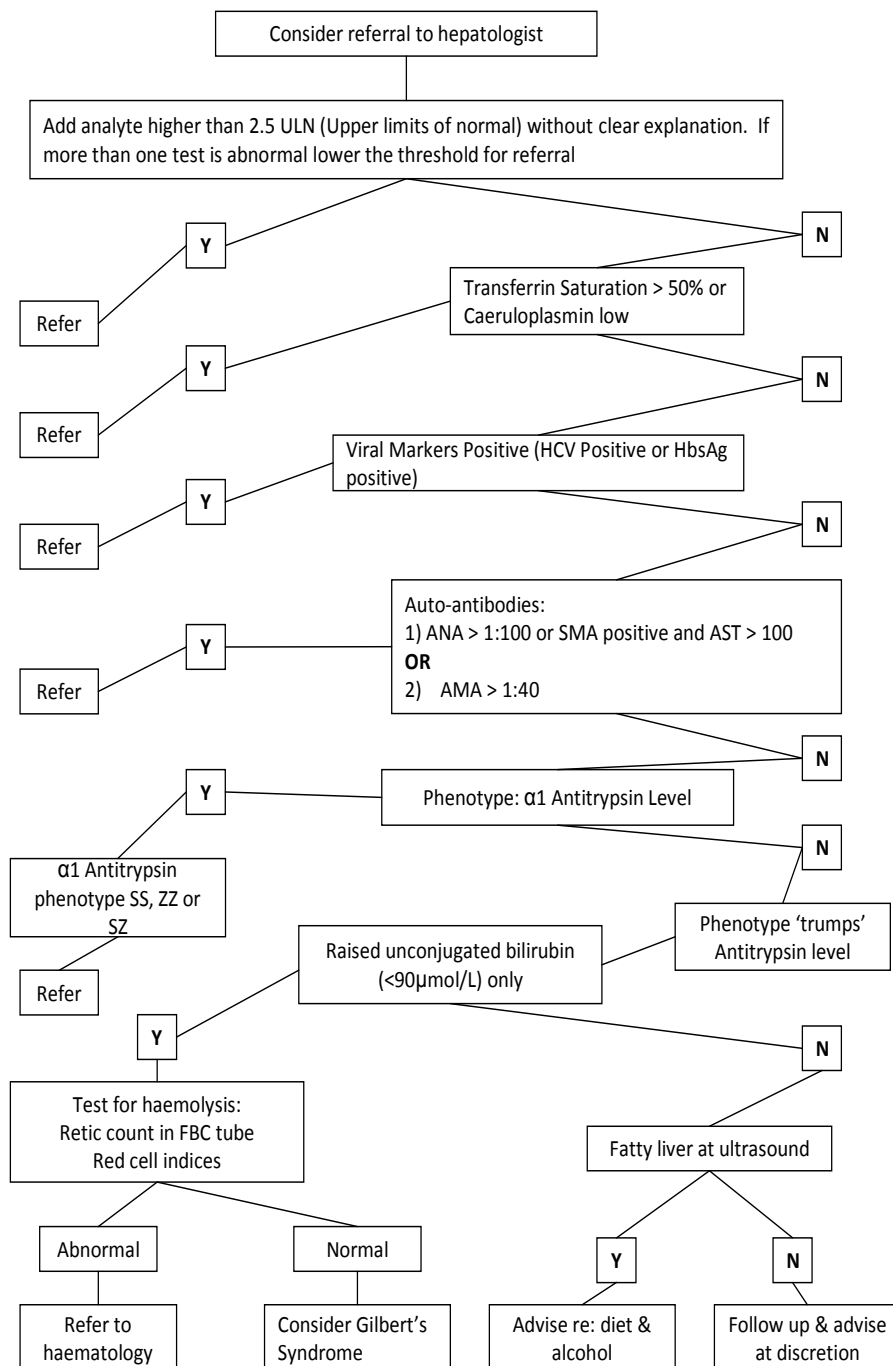 Consider referral to hepatologist
Add analyte higher than 2.5 ULN (Upper limits of normal) without clear explanation. If
more than one test is abnormal lower the threshold for referral
Y
N
Refer
Transferrin Saturation > 50% or
Caeruloplasmin low
Y
N
Refer
Viral Markers Positive (HCV Positive or HbsAg
positive)
Y
N
Refer
Auto-antibodies:
1) ANA > 1:100 or SMA positive and AST > 100
OR
2) AMA > 1:40
Y
Refer
N
Phenotype: α1 Antitrypsin Level
Y
N
α1 Antitrypsin
phenotype SS, ZZ or
SZ
Refer
Phenotype ‘trumps’
Antitrypsin level
Raised unconjugated bilirubin
(<90µmol/L) only
Y
N
Test for haemolysis:
Retic count in FBC tube
Red cell indices
Fatty liver at ultrasound
Abnormal
Normal
Y
N
Refer to
haematology
Consider Gilbert’s
Syndrome
Advise re: diet &
alcohol
Follow up & advise
at discretion